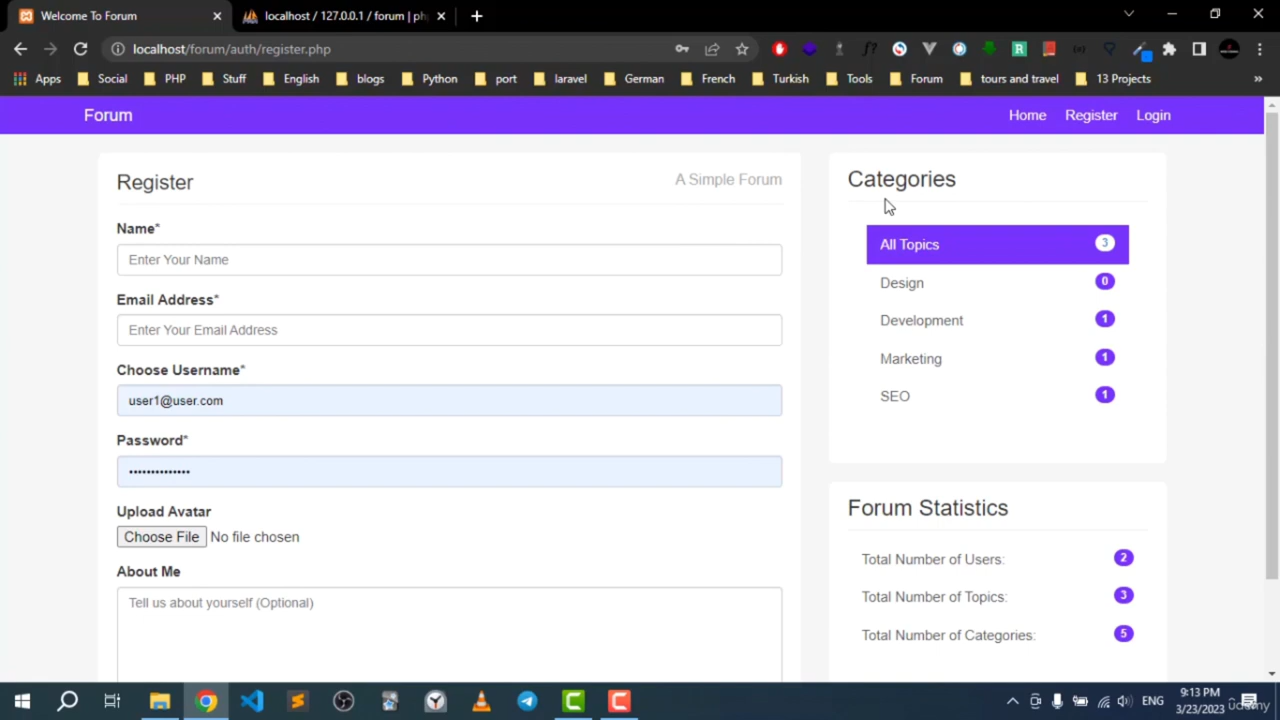 Welcome To Forum
localhost / 127.0.0.1 / forum | ph
localhost/forum/auth/register.php
Apps Social PHP Stuff English blogs Python port laravel German French Turkish Tools Forum tours and travel 13 Projects »
Forum
Home Register Login
Register
A Simple Forum
Name*
Enter Your Name
Email Address*
Enter Your Email Address
Choose Username*
user1@user.com
Password*
••••••••••••••
Upload Avatar
Choose File No file chosen
About Me
Tell us about yourself (Optional)
Categories
All Topics 3
Design 0
Development 1
Marketing 1
SEO 1
Forum Statistics
Total Number of Users: 2
Total Number of Topics: 3
Total Number of Categories: 5
ENG
9:13 PM
3/23/2023
udemy